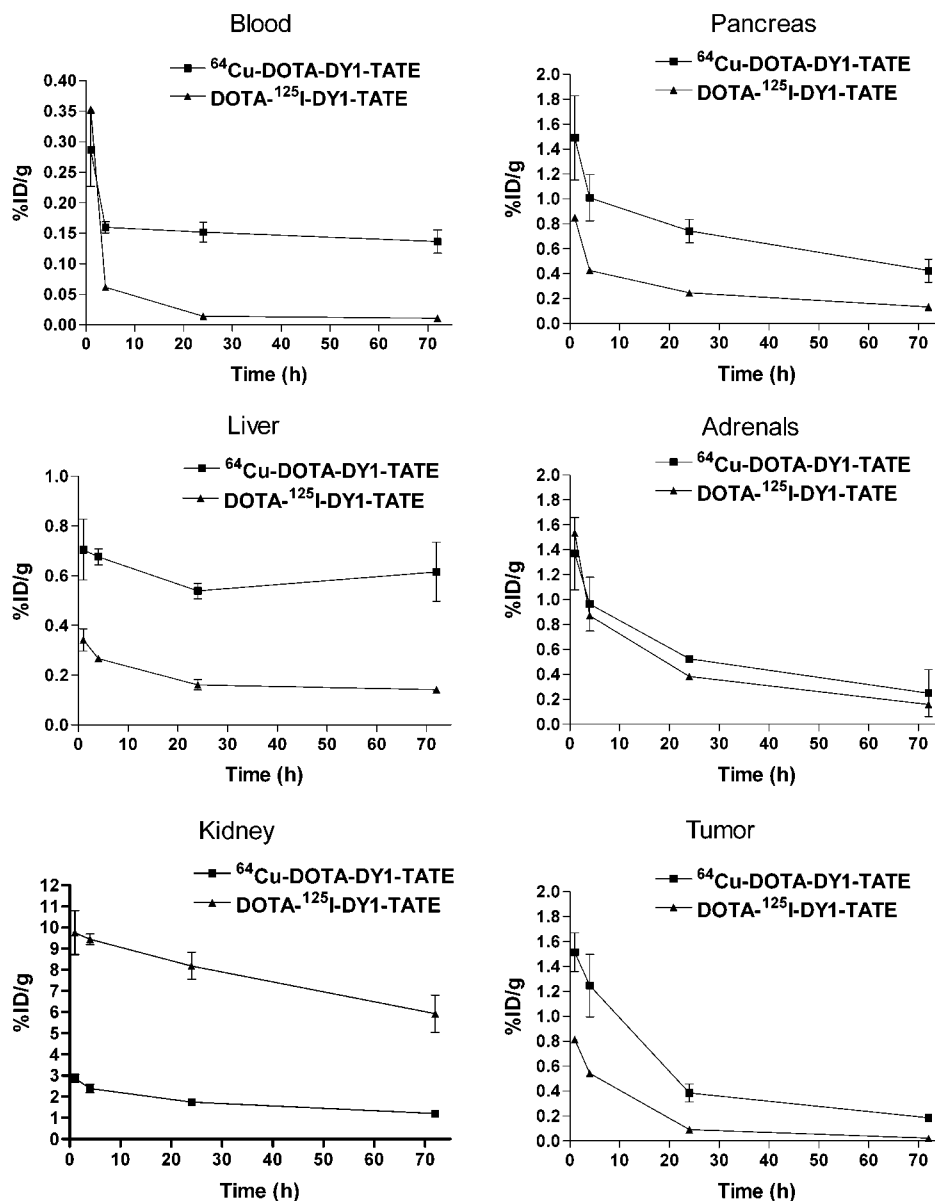 Blood
⁶⁴Cu-DOTA-DY1-TATE
DOTA-¹²⁵I-DY1-TATE
0.40
0.35
0.30
0.25
0.20
0.15
0.10
0.05
0.00
%ID/g
0 10 20 30 40 50 60 70
Time (h)
Pancreas
⁶⁴Cu-DOTA-DY1-TATE
DOTA-¹²⁵I-DY1-TATE
2.0
1.8
1.6
1.4
1.2
1.0
0.8
0.6
0.4
0.2
0.0
%ID/g
0 10 20 30 40 50 60 70
Time (h)
Liver
⁶⁴Cu-DOTA-DY1-TATE
DOTA-¹²⁵I-DY1-TATE
1.0
0.8
0.6
0.4
0.2
0.0
%ID/g
0 10 20 30 40 50 60 70
Time (h)
Adrenals
⁶⁴Cu-DOTA-DY1-TATE
DOTA-¹²⁵I-DY1-TATE
2.0
1.8
1.6
1.4
1.2
1.0
0.8
0.6
0.4
0.2
0.0
%ID/g
0 10 20 30 40 50 60 70
Time (h)
Kidney
⁶⁴Cu-DOTA-DY1-TATE
DOTA-¹²⁵I-DY1-TATE
12
11
10
9
8
7
6
5
4
3
2
1
0
%ID/g
0 10 20 30 40 50 60 70
Time (h)
Tumor
⁶⁴Cu-DOTA-DY1-TATE
DOTA-¹²⁵I-DY1-TATE
2.0
1.8
1.6
1.4
1.2
1.0
0.8
0.6
0.4
0.2
0.0
%ID/g
0 10 20 30 40 50 60 70
Time (h)